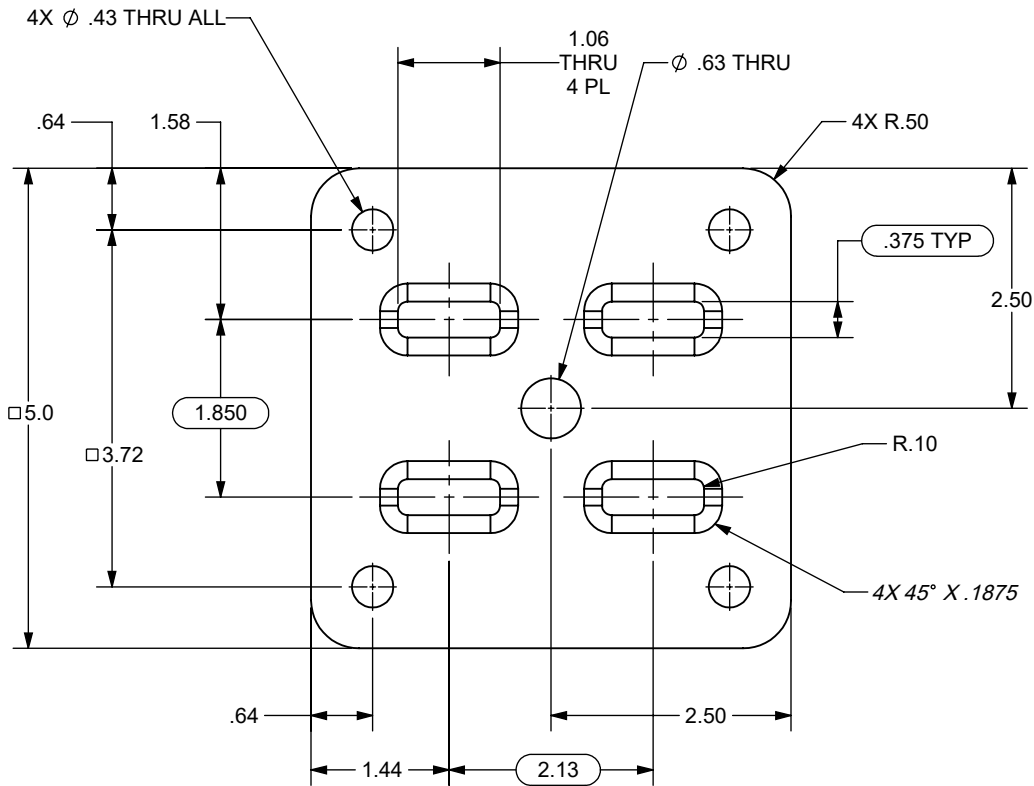 4X ⌀ .43 THRU ALL
1.06
THRU
4 PL
⌀ .63 THRU
.64
1.58
4X R.50
.375 TYP
2.50
□5.0
1.850
□3.72
R.10
4X 45° X .1875
.64
2.50
1.44
2.13